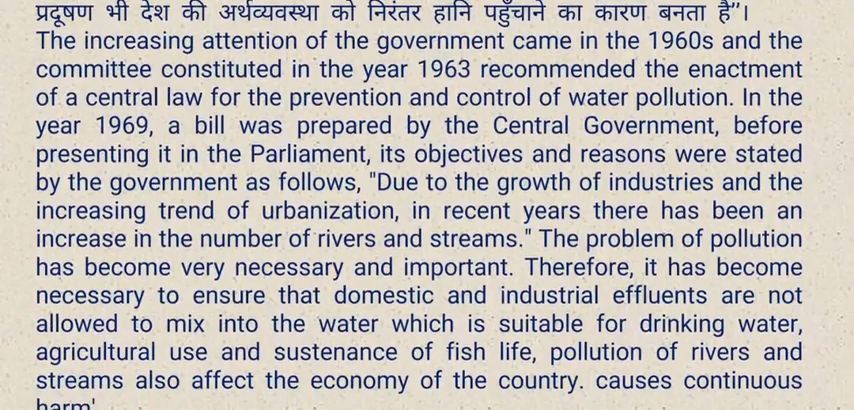 प्रदूषण भी देश की अर्थव्यवस्था को निरंतर हानि पहुँचाने का कारण बनता है”।
The increasing attention of the government came in the 1960s and the
committee constituted in the year 1963 recommended the enactment
of a central law for the prevention and control of water pollution. In the
year 1969, a bill was prepared by the Central Government, before
presenting it in the Parliament, its objectives and reasons were stated
by the government as follows, "Due to the growth of industries and the
increasing trend of urbanization, in recent years there has been an
increase in the number of rivers and streams." The problem of pollution
has become very necessary and important. Therefore, it has become
necessary to ensure that domestic and industrial effluents are not
allowed to mix into the water which is suitable for drinking water,
agricultural use and sustenance of fish life, pollution of rivers and
streams also affect the economy of the country. causes continuous
harm'